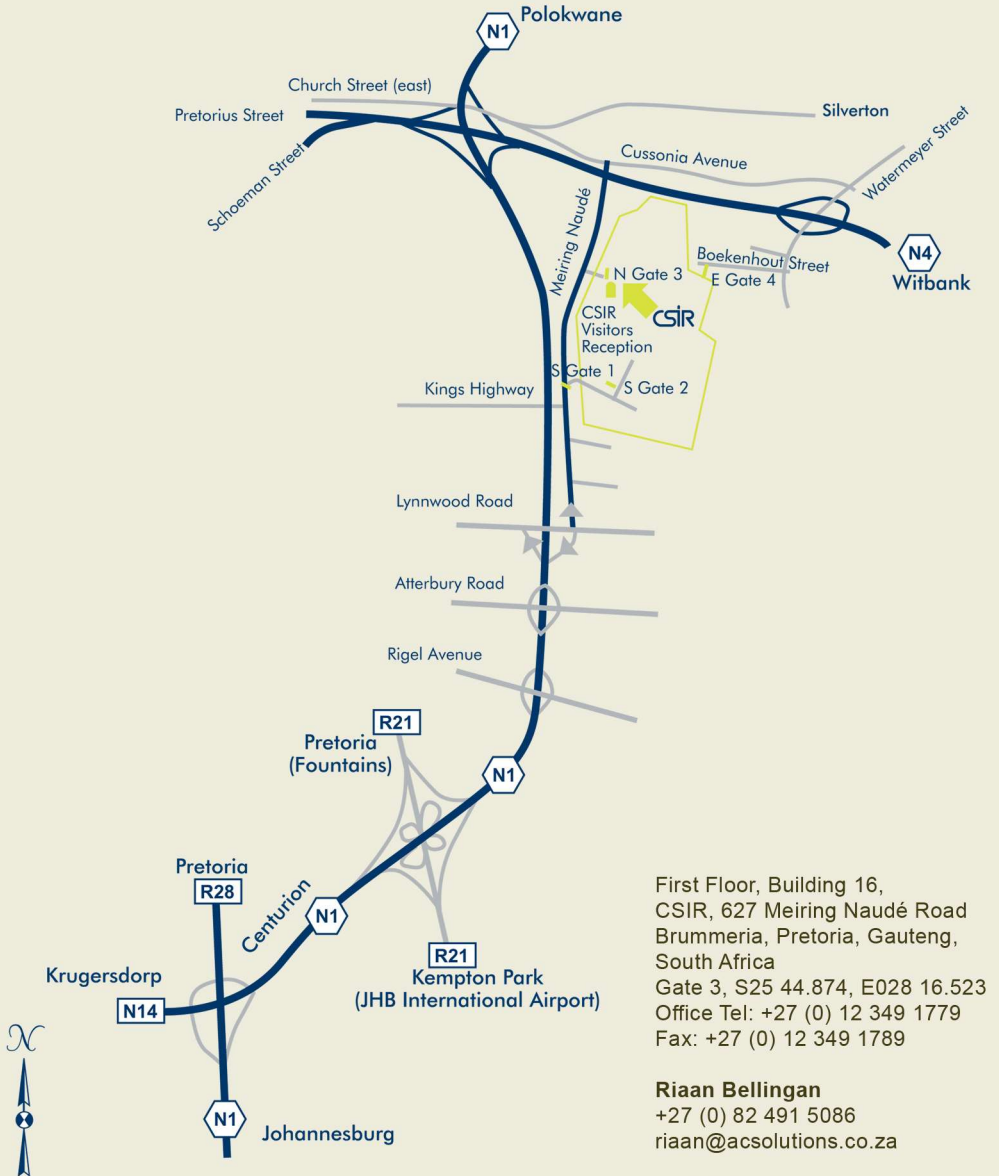 N1
Polokwane
Church Street (east)
Pretorius Street
Silverton
Schoeman Street
Cussonia Avenue
Watermeyer Street
Meiring Naudé
Boekenhout Street
N4
Witbank
N Gate 3
E Gate 4
CSIR
CSIR
Visitors
Reception
S Gate 1
S Gate 2
Kings Highway
Lynnwood Road
Atterbury Road
Rigel Avenue
R21
Pretoria
(Fountains)
N1
Pretoria
R28
Centurion
N1
Krugersdorp
N14
R21
Kempton Park
(JHB International Airport)
N
N1
Johannesburg
First Floor, Building 16,
CSIR, 627 Meiring Naudé Road
Brummeria, Pretoria, Gauteng,
South Africa
Gate 3, S25 44.874, E028 16.523
Office Tel: +27 (0) 12 349 1779
Fax: +27 (0) 12 349 1789
Riaan Bellingan
+27 (0) 82 491 5086
riaan@acsolutions.co.za